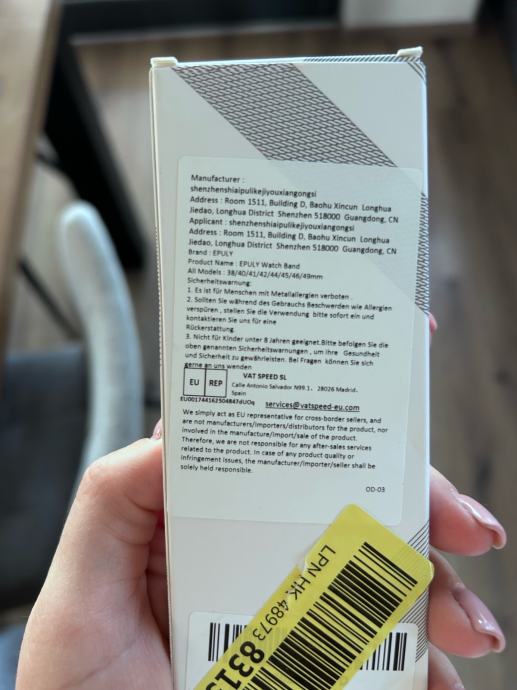 Manufacturer :
shenzhenshiaipulikejiyouxiangongsi
Address : Room 1511, Building D, Baohu Xincun Longhua
Jiedao, Longhua District Shenzhen 518000 Guangdong, CN
Applicant : shenzhenshiaipulikejiyouxiangongsi
Address : Room 1511, Building D, Baohu Xincun Longhua
Jiedao, Longhua District Shenzhen 518000 Guangdong, CN
Brand : EPULY
Product Name : EPULY Watch Band
All Models : 38/40/41/42/44/45/46/49mm
Sicherheitswarnung:
1. Es ist für Menschen mit Metallallergien verboten .
2. Sollten Sie während des Gebrauchs Beschwerden wie Allergien
verspüren , stellen Sie die Verwendung bitte sofort ein und
kontaktieren Sie uns für eine
Rückerstattung.
3. Nicht für Kinder unter 8 Jahren geeignet.Bitte befolgen Sie die
oben genannten Sicherheitswarnungen , um Ihre Gesundheit
und Sicherheit zu gewährleisten. Bei Fragen können Sie sich
gerne an uns wenden
EU REP
VAT SPEED SL
Calle Antonio Salvador N99.1, 28026 Madrid,
Spain
services@vatspeed-eu.com
We simply act as EU representative for cross-border sellers, and
are not manufacturers/importers/distributors for the product, nor
involved in the manufacture/import/sale of the product.
Therefore, we are not responsible for any after-sales services
related to the product. In case of any product quality or
infringement issues, the manufacturer/importer/seller shall be
solely held responsible.
OD-03
LPN HK 48973